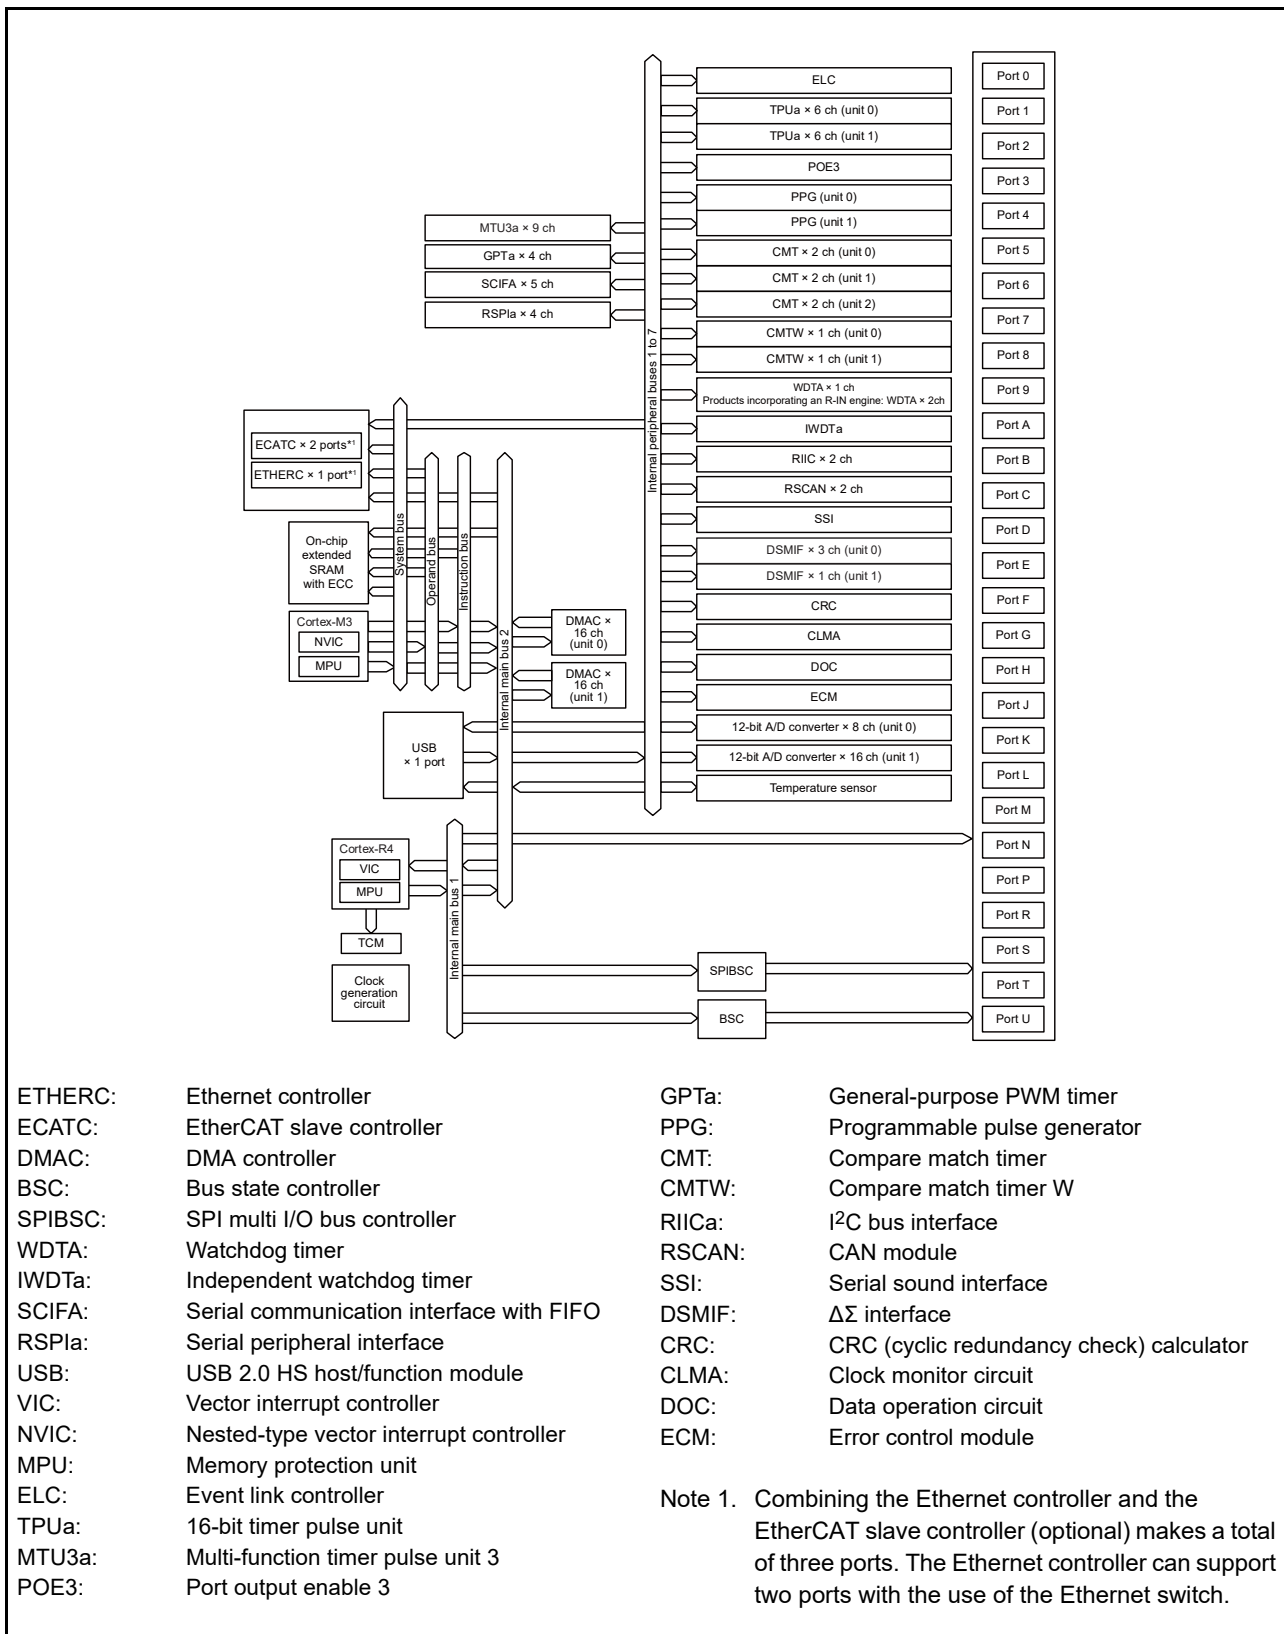 ELC
TPUa × 6 ch (unit 0)
TPUa × 6 ch (unit 1)
POE3
PPG (unit 0)
PPG (unit 1)
CMT × 2 ch (unit 0)
CMT × 2 ch (unit 1)
CMT × 2 ch (unit 2)
CMTW × 1 ch (unit 0)
CMTW × 1 ch (unit 1)
WDTA × 1 ch
Products incorporating an R-IN engine: WDTA × 2ch
IWDTa
RIIC × 2 ch
RSCAN × 2 ch
SSI
DSMIF × 3 ch (unit 0)
DSMIF × 1 ch (unit 1)
CRC
CLMA
DOC
ECM
12-bit A/D converter × 8 ch (unit 0)
12-bit A/D converter × 16 ch (unit 1)
Temperature sensor
Port 0
Port 1
Port 2
Port 3
Port 4
Port 5
Port 6
Port 7
Port 8
Port 9
Port A
Port B
Port C
Port D
Port E
Port F
Port G
Port H
Port J
Port K
Port L
Port M
Port N
Port P
Port R
Port S
Port T
Port U
MTU3a × 9 ch
GPTa × 4 ch
SCIFA × 5 ch
RSPIa × 4 ch
Internal peripheral buses 1 to 7
ECATC × 2 ports*1
ETHERC × 1 port*1
On-chip
extended
SRAM
with ECC
Cortex-M3
NVIC
MPU
System bus
Operand bus
Instruction bus
Internal main bus 2
DMAC ×
16 ch
(unit 0)
DMAC ×
16 ch
(unit 1)
USB
× 1 port
Cortex-R4
VIC
MPU
TCM
Clock
generation
circuit
Internal main bus 1
SPIBSC
BSC
ETHERC: Ethernet controller
ECATC: EtherCAT slave controller
DMAC: DMA controller
BSC: Bus state controller
SPIBSC: SPI multi I/O bus controller
WDTA: Watchdog timer
IWDTa: Independent watchdog timer
SCIFA: Serial communication interface with FIFO
RSPIa: Serial peripheral interface
USB: USB 2.0 HS host/function module
VIC: Vector interrupt controller
NVIC: Nested-type vector interrupt controller
MPU: Memory protection unit
ELC: Event link controller
TPUa: 16-bit timer pulse unit
MTU3a: Multi-function timer pulse unit 3
POE3: Port output enable 3
GPTa: General-purpose PWM timer
PPG: Programmable pulse generator
CMT: Compare match timer
CMTW: Compare match timer W
RIICa: I2C bus interface
RSCAN: CAN module
SSI: Serial sound interface
DSMIF: ΔΣ interface
CRC: CRC (cyclic redundancy check) calculator
CLMA: Clock monitor circuit
DOC: Data operation circuit
ECM: Error control module
Note 1. Combining the Ethernet controller and the
EtherCAT slave controller (optional) makes a total
of three ports. The Ethernet controller can support
two ports with the use of the Ethernet switch.